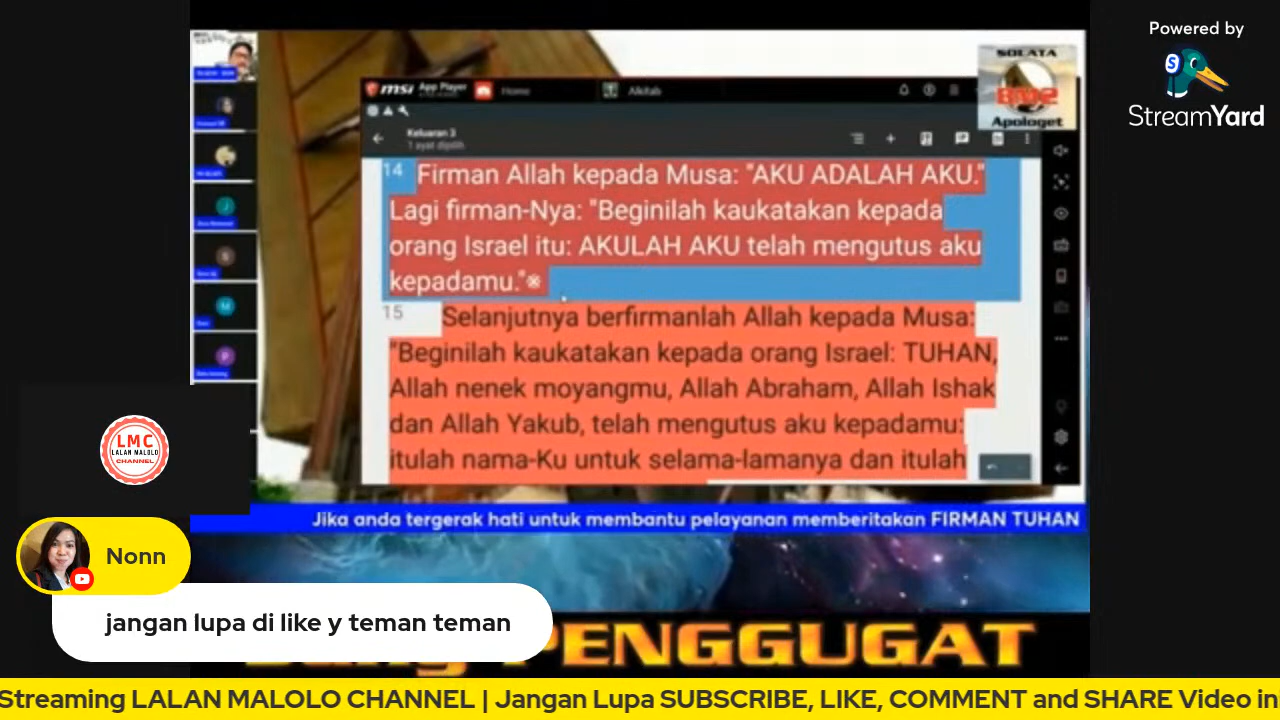 Powered by
StreamYard
SOLATA
Apologet
msi App Player
Home
Alkitab
Keluaran 3
1 ayat dipilih
14 Firman Allah kepada Musa: "AKU ADALAH AKU."
Lagi firman-Nya: "Beginilah kaukatakan kepada
orang Israel itu: AKULAH AKU telah mengutus aku
kepadamu."※
15 Selanjutnya berfirmanlah Allah kepada Musa:
"Beginilah kaukatakan kepada orang Israel: TUHAN,
Allah nenek moyangmu, Allah Abraham, Allah Ishak
dan Allah Yakub, telah mengutus aku kepadamu:
itulah nama-Ku untuk selama-lamanya dan itulah
LMC
LALAN MALOLO
CHANNEL
Jika anda tergerak hati untuk membantu pelayanan memberitakan FIRMAN TUHAN
Nonn
jangan lupa di like y teman teman
PENGGUGAT
Streaming LALAN MALOLO CHANNEL | Jangan Lupa SUBSCRIBE, LIKE, COMMENT and SHARE Video in